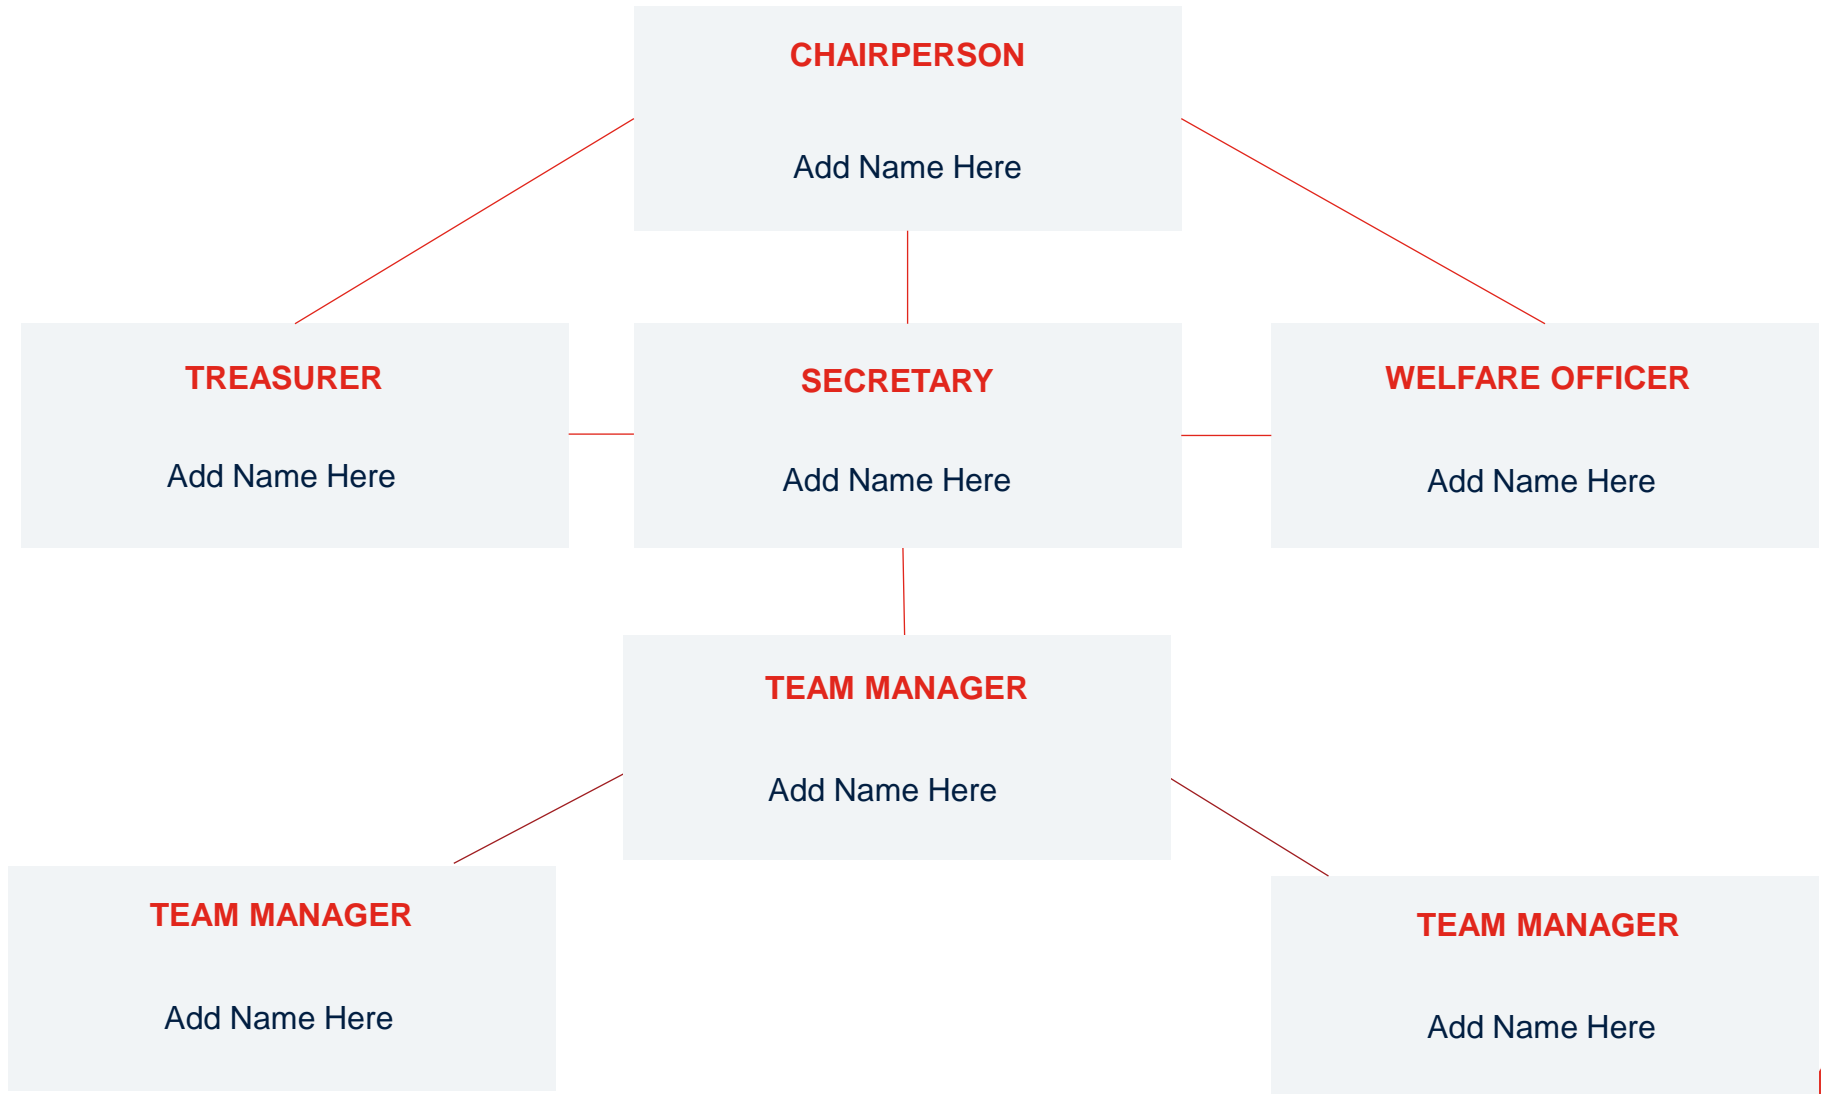 CHAIRPERSON
Add Name Here
TREASURER
Add Name Here
SECRETARY
Add Name Here
WELFARE OFFICER
Add Name Here
TEAM MANAGER
Add Name Here
TEAM MANAGER
Add Name Here
TEAM MANAGER
Add Name Here